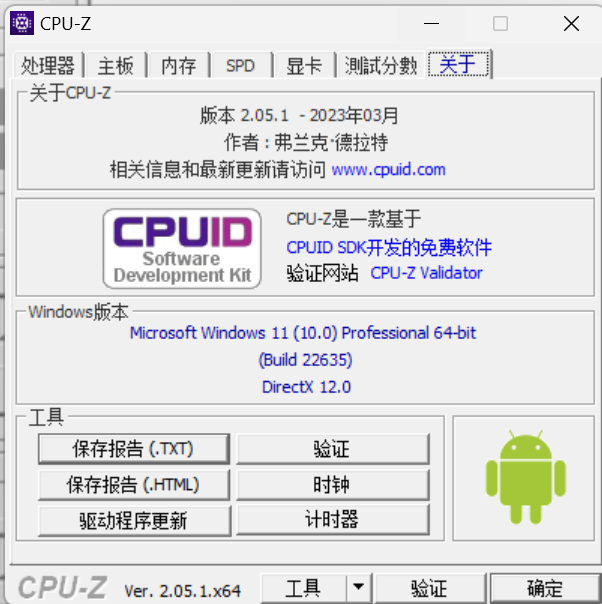 CPU-Z
处理器 主板 内存 SPD 显卡 測試分數 关于
关于CPU-Z
版本 2.05.1 - 2023年03月
作者 : 弗兰克·德拉特
相关信息和最新更新请访问 www.cpuid.com
CPUID
Software
Development Kit
CPU-Z是一款基于
CPUID SDK开发的免费软件
验证网站 CPU-Z Validator
Windows版本
Microsoft Windows 11 (10.0) Professional 64-bit
(Build 22635)
DirectX 12.0
工具
保存报告 (.TXT) 验证
保存报告 (.HTML) 时钟
驱动程序更新 计时器
CPU-Z Ver. 2.05.1.x64 工具 验证 确定